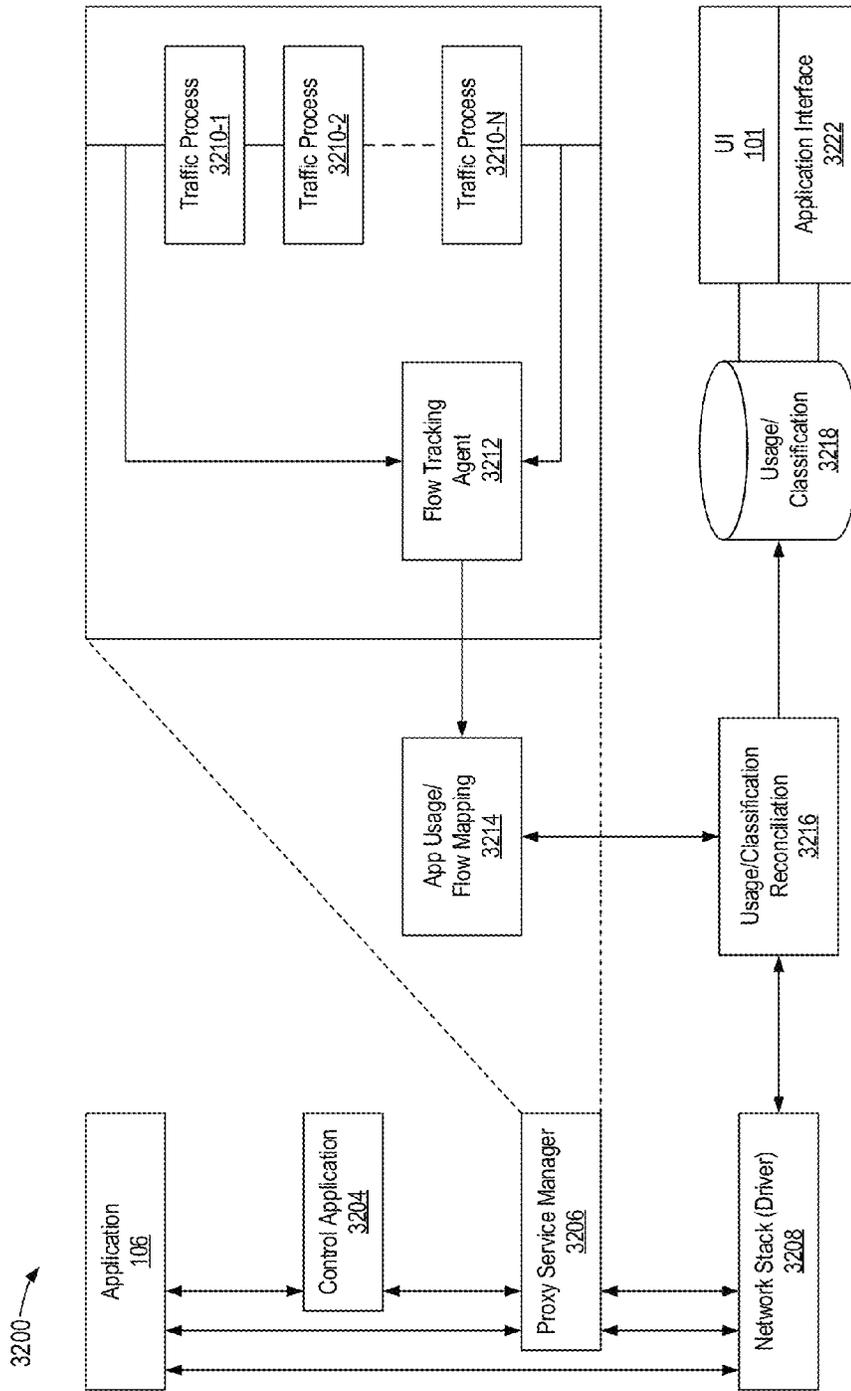 3200
Application
106
Control Application
3204
Proxy Service Manager
3206
Network Stack (Driver)
3208
App Usage/
Flow Mapping
3214
Usage/Classification
Reconciliation
3216
Flow Tracking
Agent
3212
Traffic Process
3210-1
Traffic Process
3210-2
Traffic Process
3210-N
Usage/
Classification
3218
UI
101
Application Interface
3222